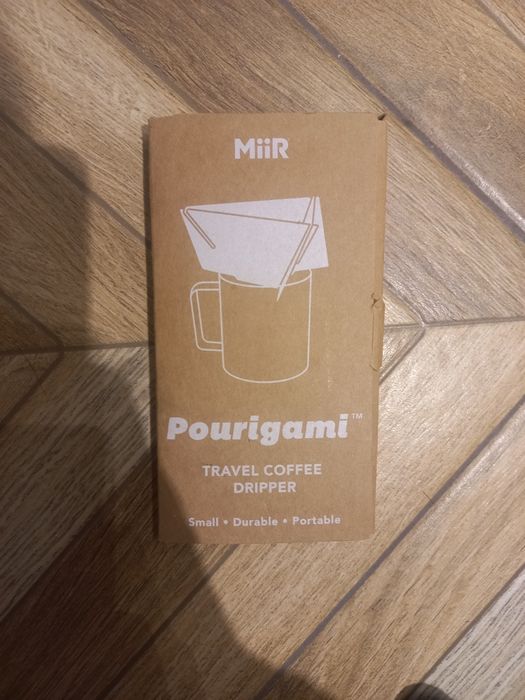 MiiR
Pourigami™
TRAVEL COFFEE
DRIPPER
Small • Durable • Portable